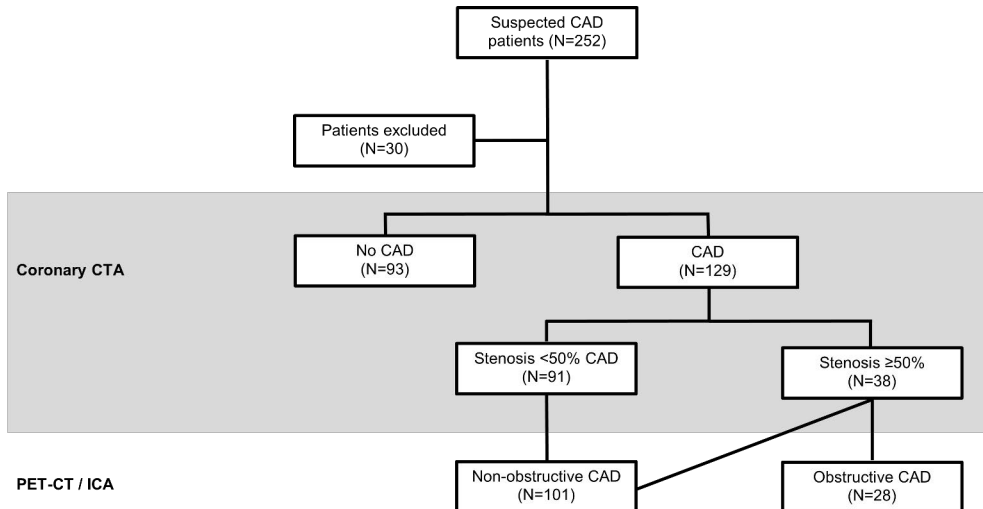 Suspected CAD
patients (N=252)
Patients excluded
(N=30)
No CAD
(N=93)
CAD
(N=129)
Coronary CTA
Stenosis <50% CAD
(N=91)
Stenosis ≥50%
(N=38)
PET-CT / ICA
Non-obstructive CAD
(N=101)
Obstructive CAD
(N=28)